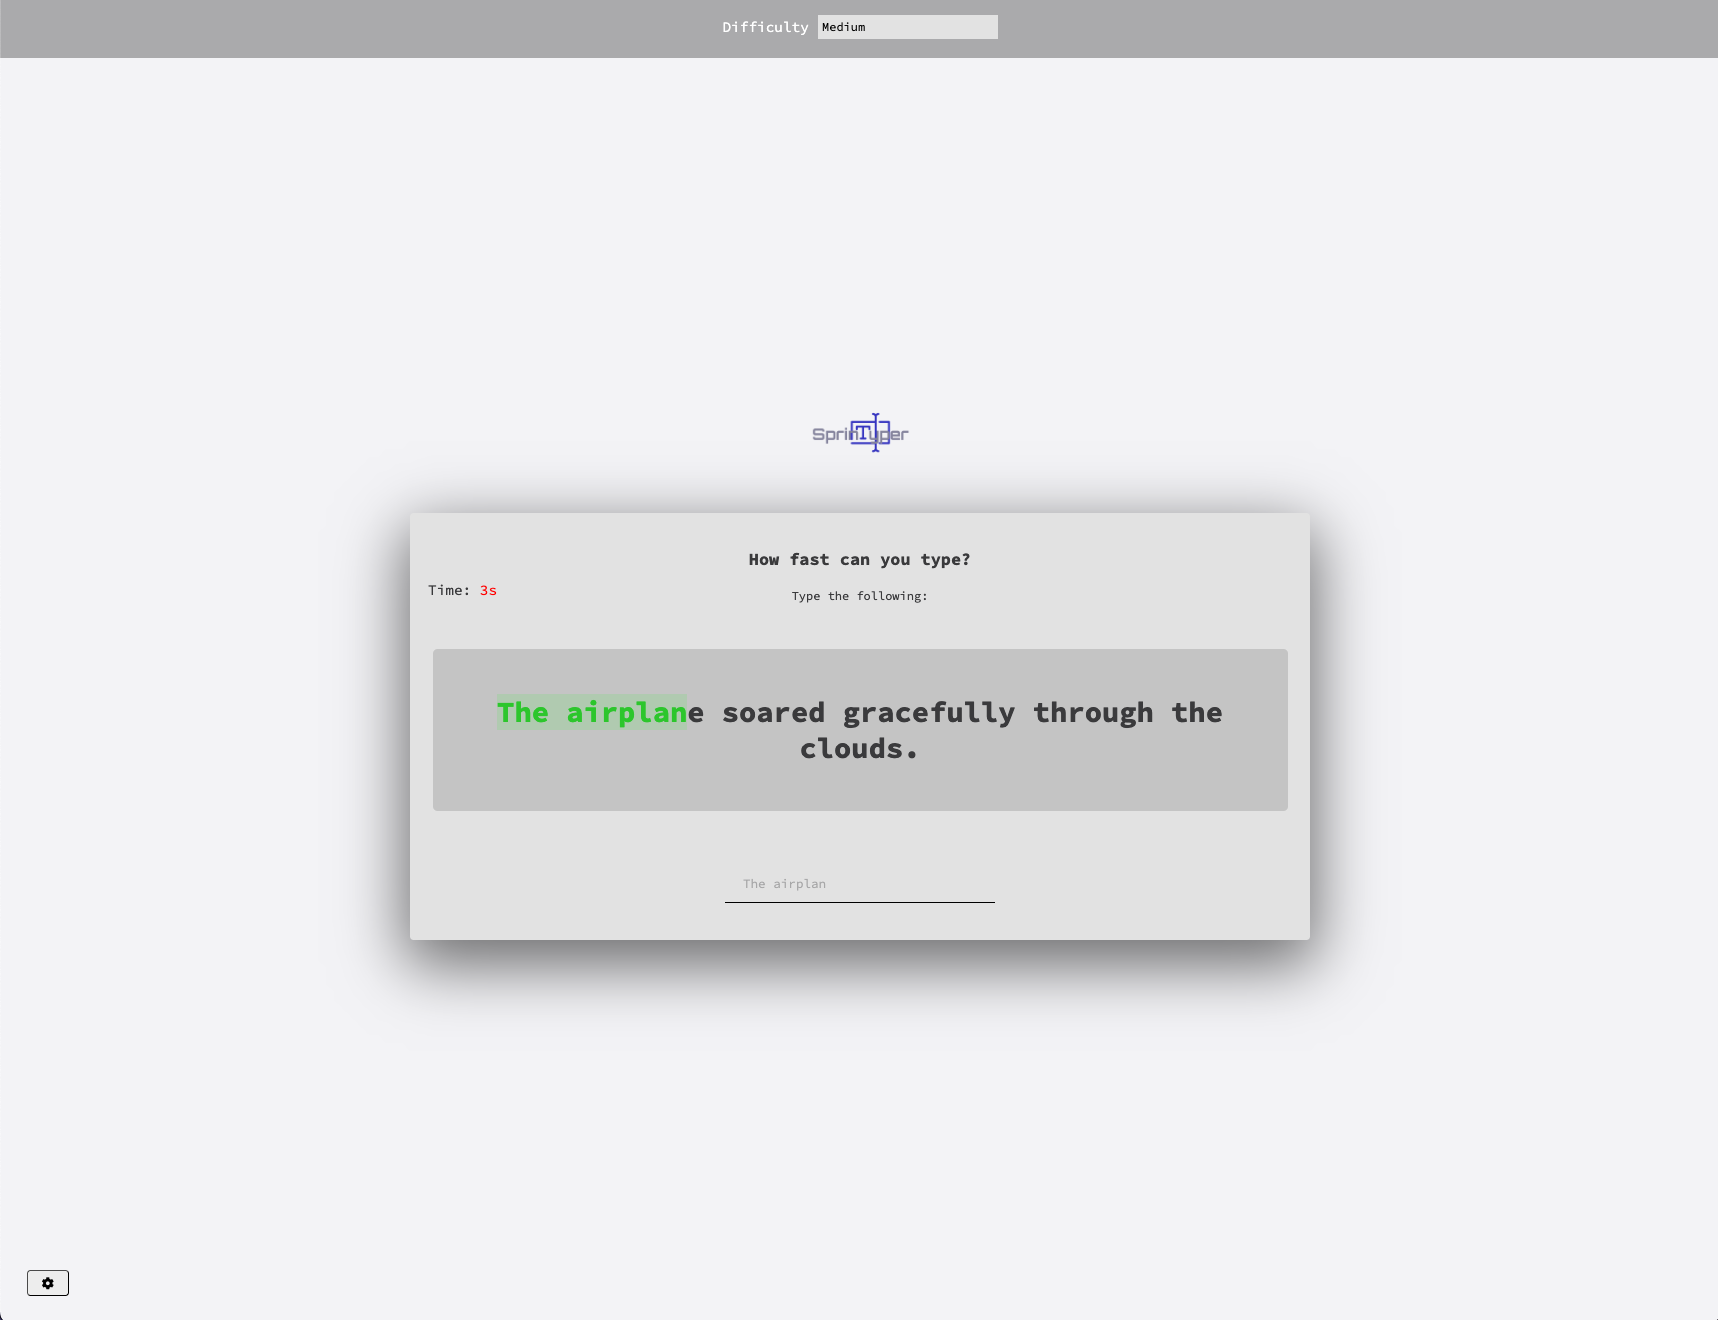 Difficulty Medium
SprinTyper
How fast can you type?
Time: 3s
Type the following:
The airplane soared gracefully through the
clouds.
The airplan